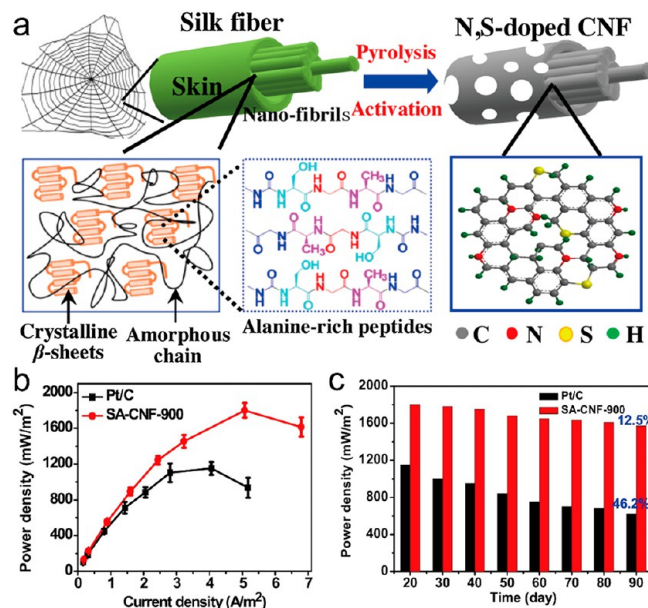 a
Silk fiber
Pyrolysis
N,S-doped CNF
Skin
Nano-fibrils
Activation
OH
CH3
H
N
O
Crystalline
β-sheets
Amorphous
chain
Alanine-rich peptides
C N S H
b
Pt/C
SA-CNF-900
Power density (mW/m²)
1800
1600
1200
800
400
0
0 1 2 3 4 5 6 7
Current density (A/m²)
c
Pt/C
SA-CNF-900
12.5%
46.2%
Power density (mW/m²)
1800
1600
1200
800
400
0
20 30 40 50 60 70 80 90
Time (day)